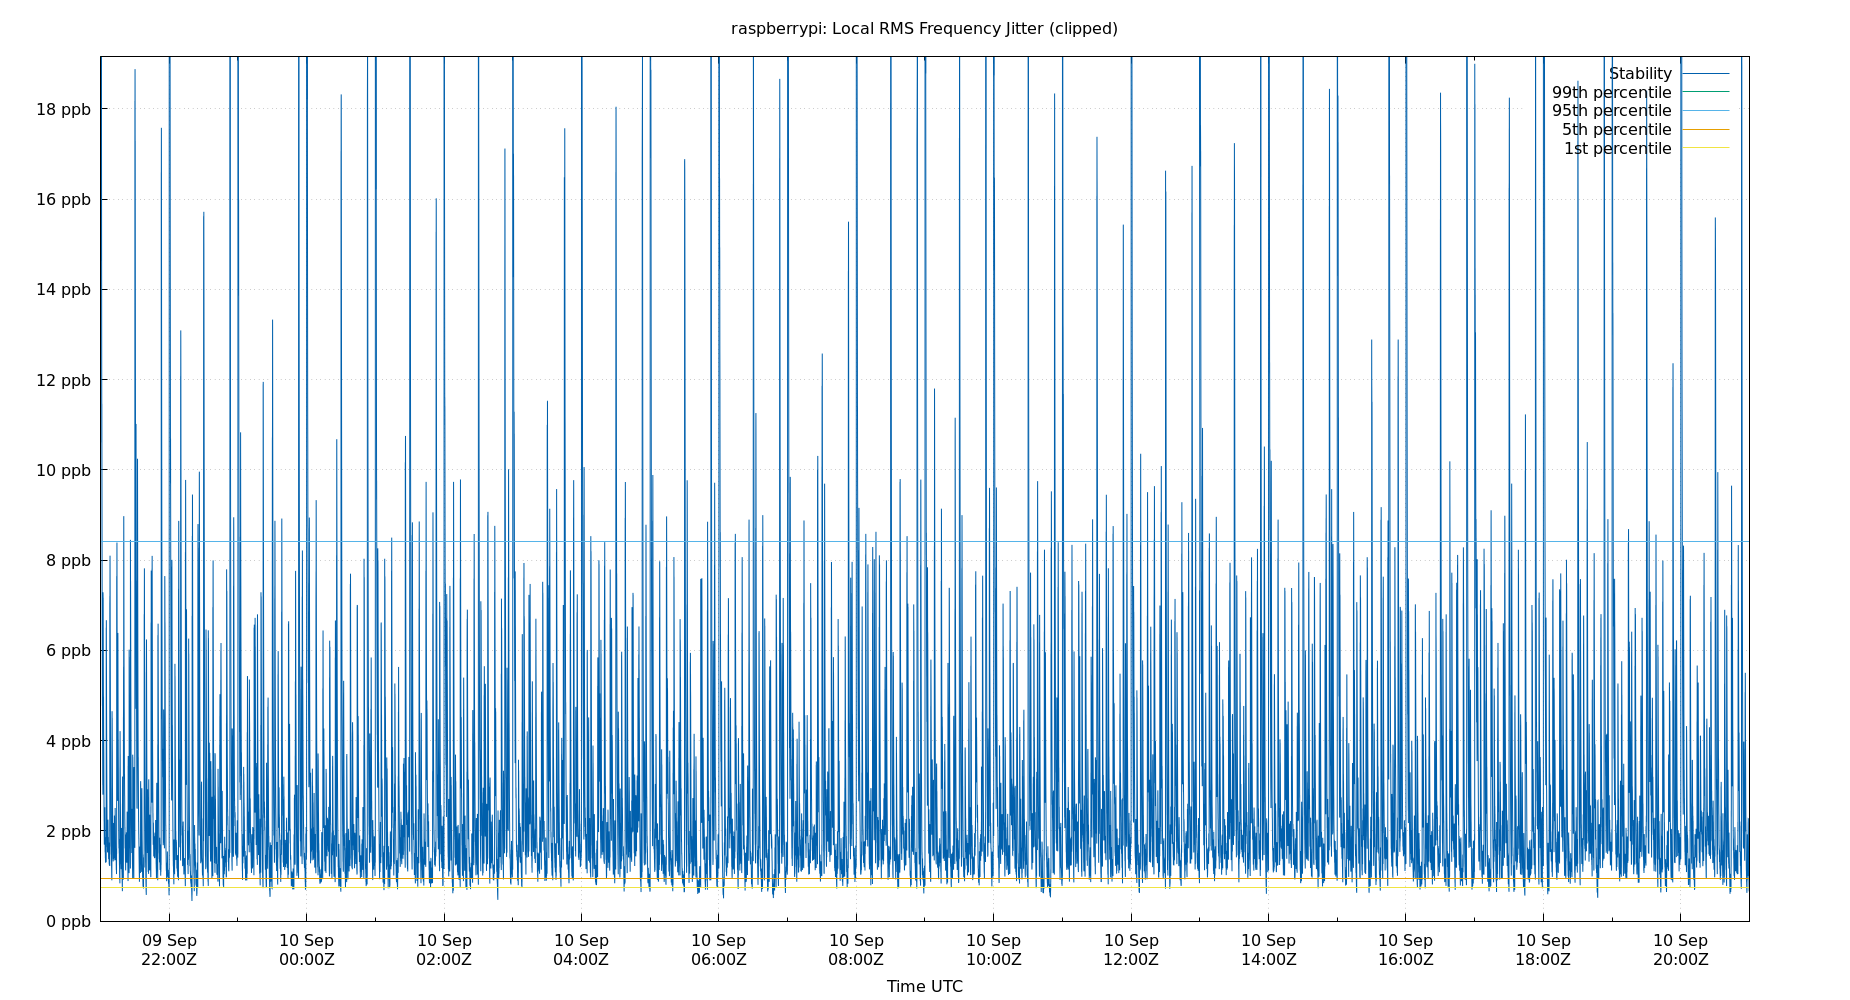 raspberrypi: Local RMS Frequency Jitter (clipped)
Stability
99th percentile
95th percentile
5th percentile
1st percentile
18 ppb
16 ppb
14 ppb
12 ppb
10 ppb
8 ppb
6 ppb
4 ppb
2 ppb
0 ppb
09 Sep 10 Sep 10 Sep 10 Sep 10 Sep 10 Sep 10 Sep 10 Sep 10 Sep 10 Sep 10 Sep 10 Sep
22:00Z 00:00Z 02:00Z 04:00Z 06:00Z 08:00Z 10:00Z 12:00Z 14:00Z 16:00Z 18:00Z 20:00Z
Time UTC